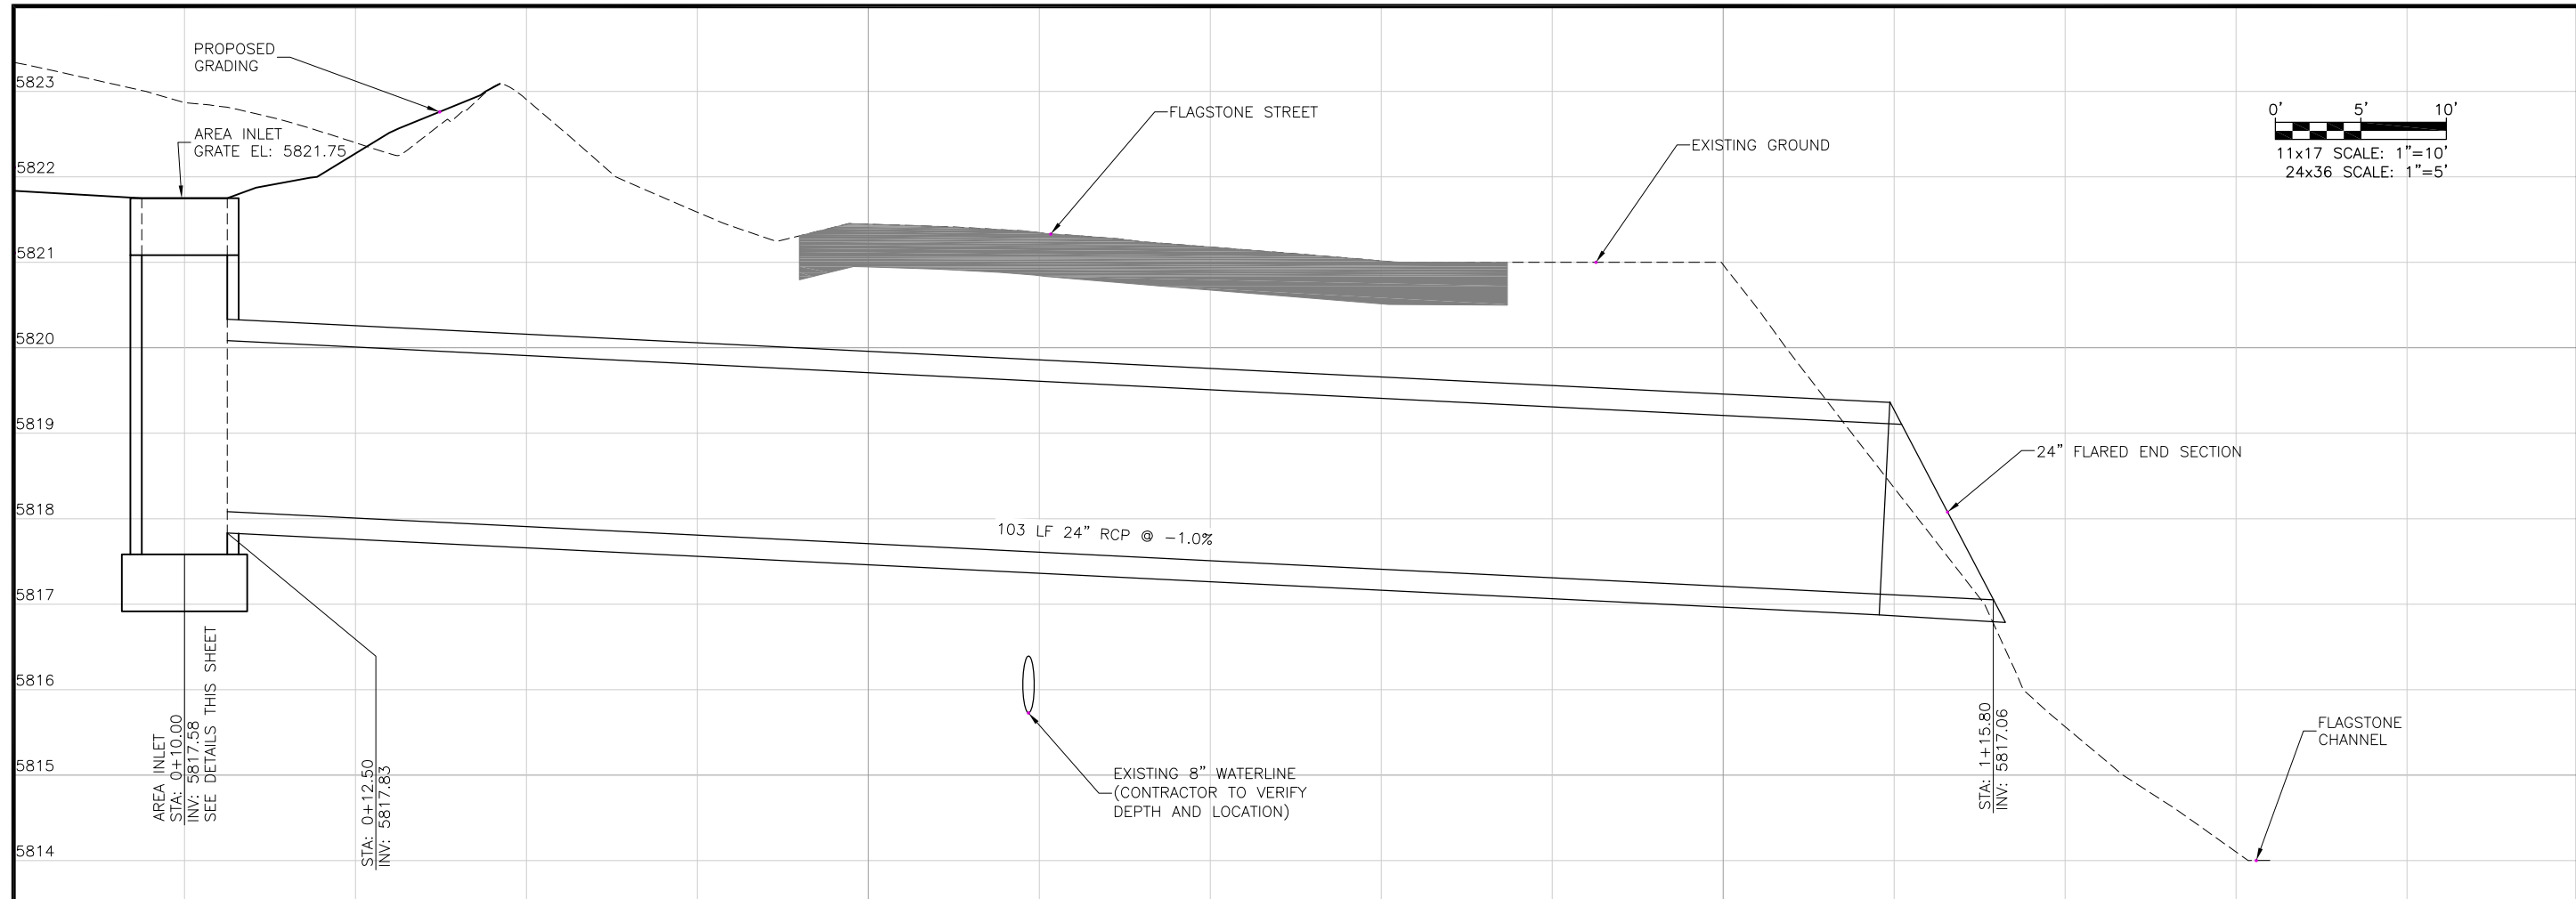 PROPOSED
GRADING
5823
AREA INLET
GRATE EL: 5821.75
FLAGSTONE STREET
EXISTING GROUND
0' 5' 10'
11x17 SCALE: 1"=10'
24x36 SCALE: 1"=5'
5822
5821
5820
5819
24" FLARED END SECTION
5818
103 LF 24" RCP @ -1.0%
5817
5816
5815
5814
AREA INLET
STA: 0+10.00
INV: 5817.58
SEE DETAILS THIS SHEET
STA: 0+12.50
INV: 5817.83
EXISTING 8" WATERLINE
(CONTRACTOR TO VERIFY
DEPTH AND LOCATION)
STA: 1+15.80
INV: 5817.06
FLAGSTONE
CHANNEL